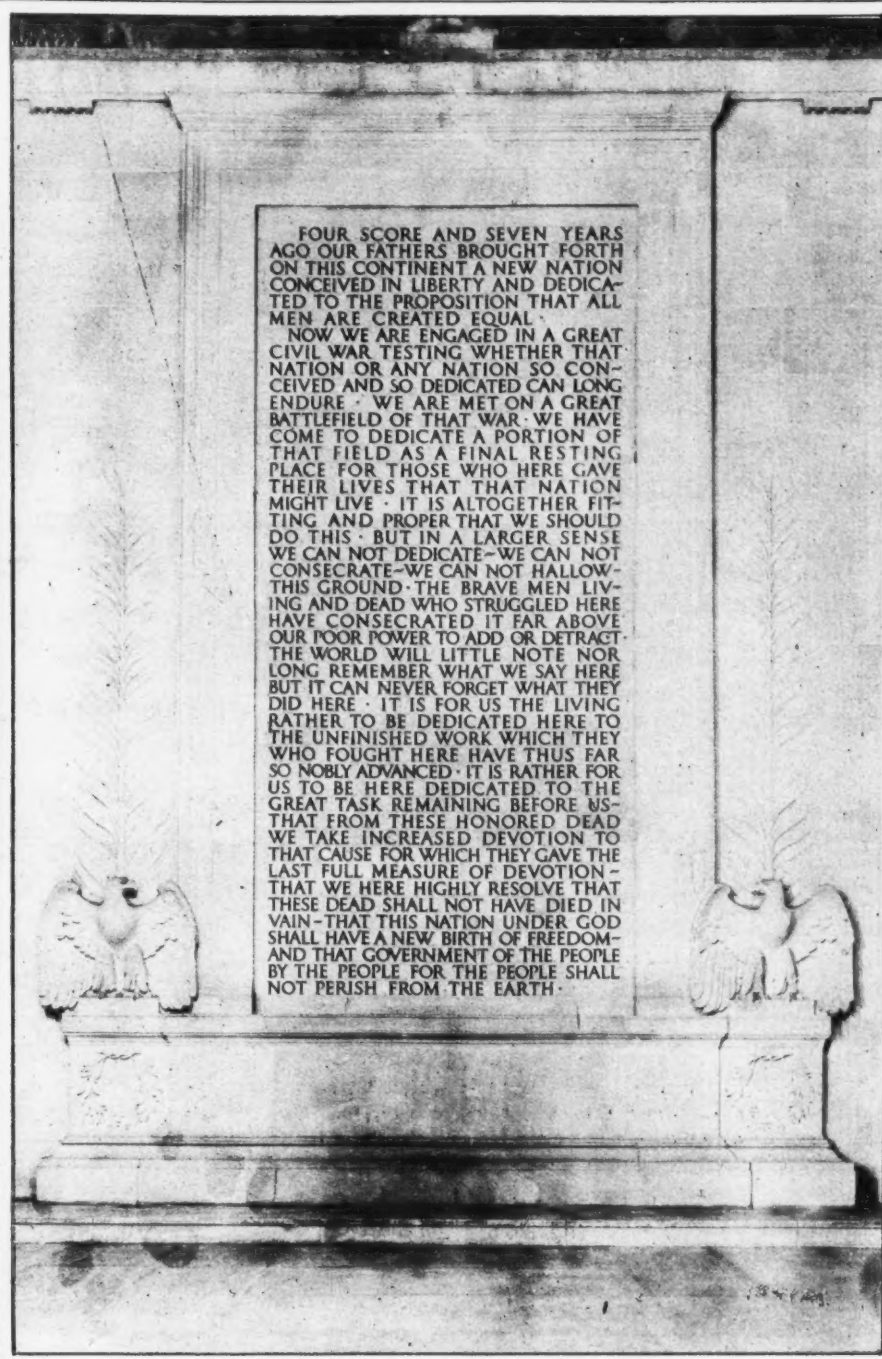 FOUR SCORE AND SEVEN YEARS
AGO OUR FATHERS BROUGHT FORTH
ON THIS CONTINENT A NEW NATION
CONCEIVED IN LIBERTY AND DEDICA~
TED TO THE PROPOSITION THAT ALL
MEN ARE CREATED EQUAL ·
NOW WE ARE ENGAGED IN A GREAT
CIVIL WAR TESTING WHETHER THAT
NATION OR ANY NATION SO CON~
CEIVED AND SO DEDICATED CAN LONG
ENDURE · WE ARE MET ON A GREAT
BATTLEFIELD OF THAT WAR · WE HAVE
COME TO DEDICATE A PORTION OF
THAT FIELD AS A FINAL RESTING
PLACE FOR THOSE WHO HERE GAVE
THEIR LIVES THAT THAT NATION
MIGHT LIVE · IT IS ALTOGETHER FIT~
TING AND PROPER THAT WE SHOULD
DO THIS · BUT IN A LARGER SENSE
WE CAN NOT DEDICATE~WE CAN NOT
CONSECRATE~WE CAN NOT HALLOW~
THIS GROUND · THE BRAVE MEN LIV~
ING AND DEAD WHO STRUGGLED HERE
HAVE CONSECRATED IT FAR ABOVE
OUR POOR POWER TO ADD OR DETRACT ·
THE WORLD WILL LITTLE NOTE NOR
LONG REMEMBER WHAT WE SAY HERE
BUT IT CAN NEVER FORGET WHAT THEY
DID HERE · IT IS FOR US THE LIVING
RATHER TO BE DEDICATED HERE TO
THE UNFINISHED WORK WHICH THEY
WHO FOUGHT HERE HAVE THUS FAR
SO NOBLY ADVANCED · IT IS RATHER FOR
US TO BE HERE DEDICATED TO THE
GREAT TASK REMAINING BEFORE US~
THAT FROM THESE HONORED DEAD
WE TAKE INCREASED DEVOTION TO
THAT CAUSE FOR WHICH THEY GAVE THE
LAST FULL MEASURE OF DEVOTION ~
THAT WE HERE HIGHLY RESOLVE THAT
THESE DEAD SHALL NOT HAVE DIED IN
VAIN~THAT THIS NATION UNDER GOD
SHALL HAVE A NEW BIRTH OF FREEDOM~
AND THAT GOVERNMENT OF THE PEOPLE
BY THE PEOPLE FOR THE PEOPLE SHALL
NOT PERISH FROM THE EARTH ·